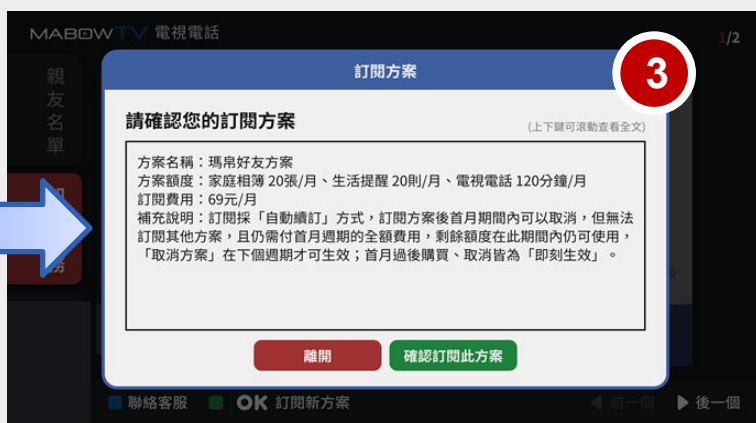 MABOWTV 電視電話
1/2
親
友
名
單
訂閱方案
3
請確認您的訂閱方案
(上下鍵可滾動查看全文)
方案名稱：瑪帛好友方案
方案額度：家庭相簿 20張/月、生活提醒 20則/月、電視電話 120分鐘/月
訂閱費用：69元/月
補充說明：訂閱採「自動續訂」方式，訂閱方案後首月期間內可以取消，但無法
訂閱其他方案，且仍需付首月週期的全額費用，剩餘額度在此期間內仍可使用，
「取消方案」在下個週期才可生效；首月過後購買、取消皆為「即刻生效」。
離開
確認訂閱此方案
聯絡客服
OK 訂閱新方案
前一個
後一個